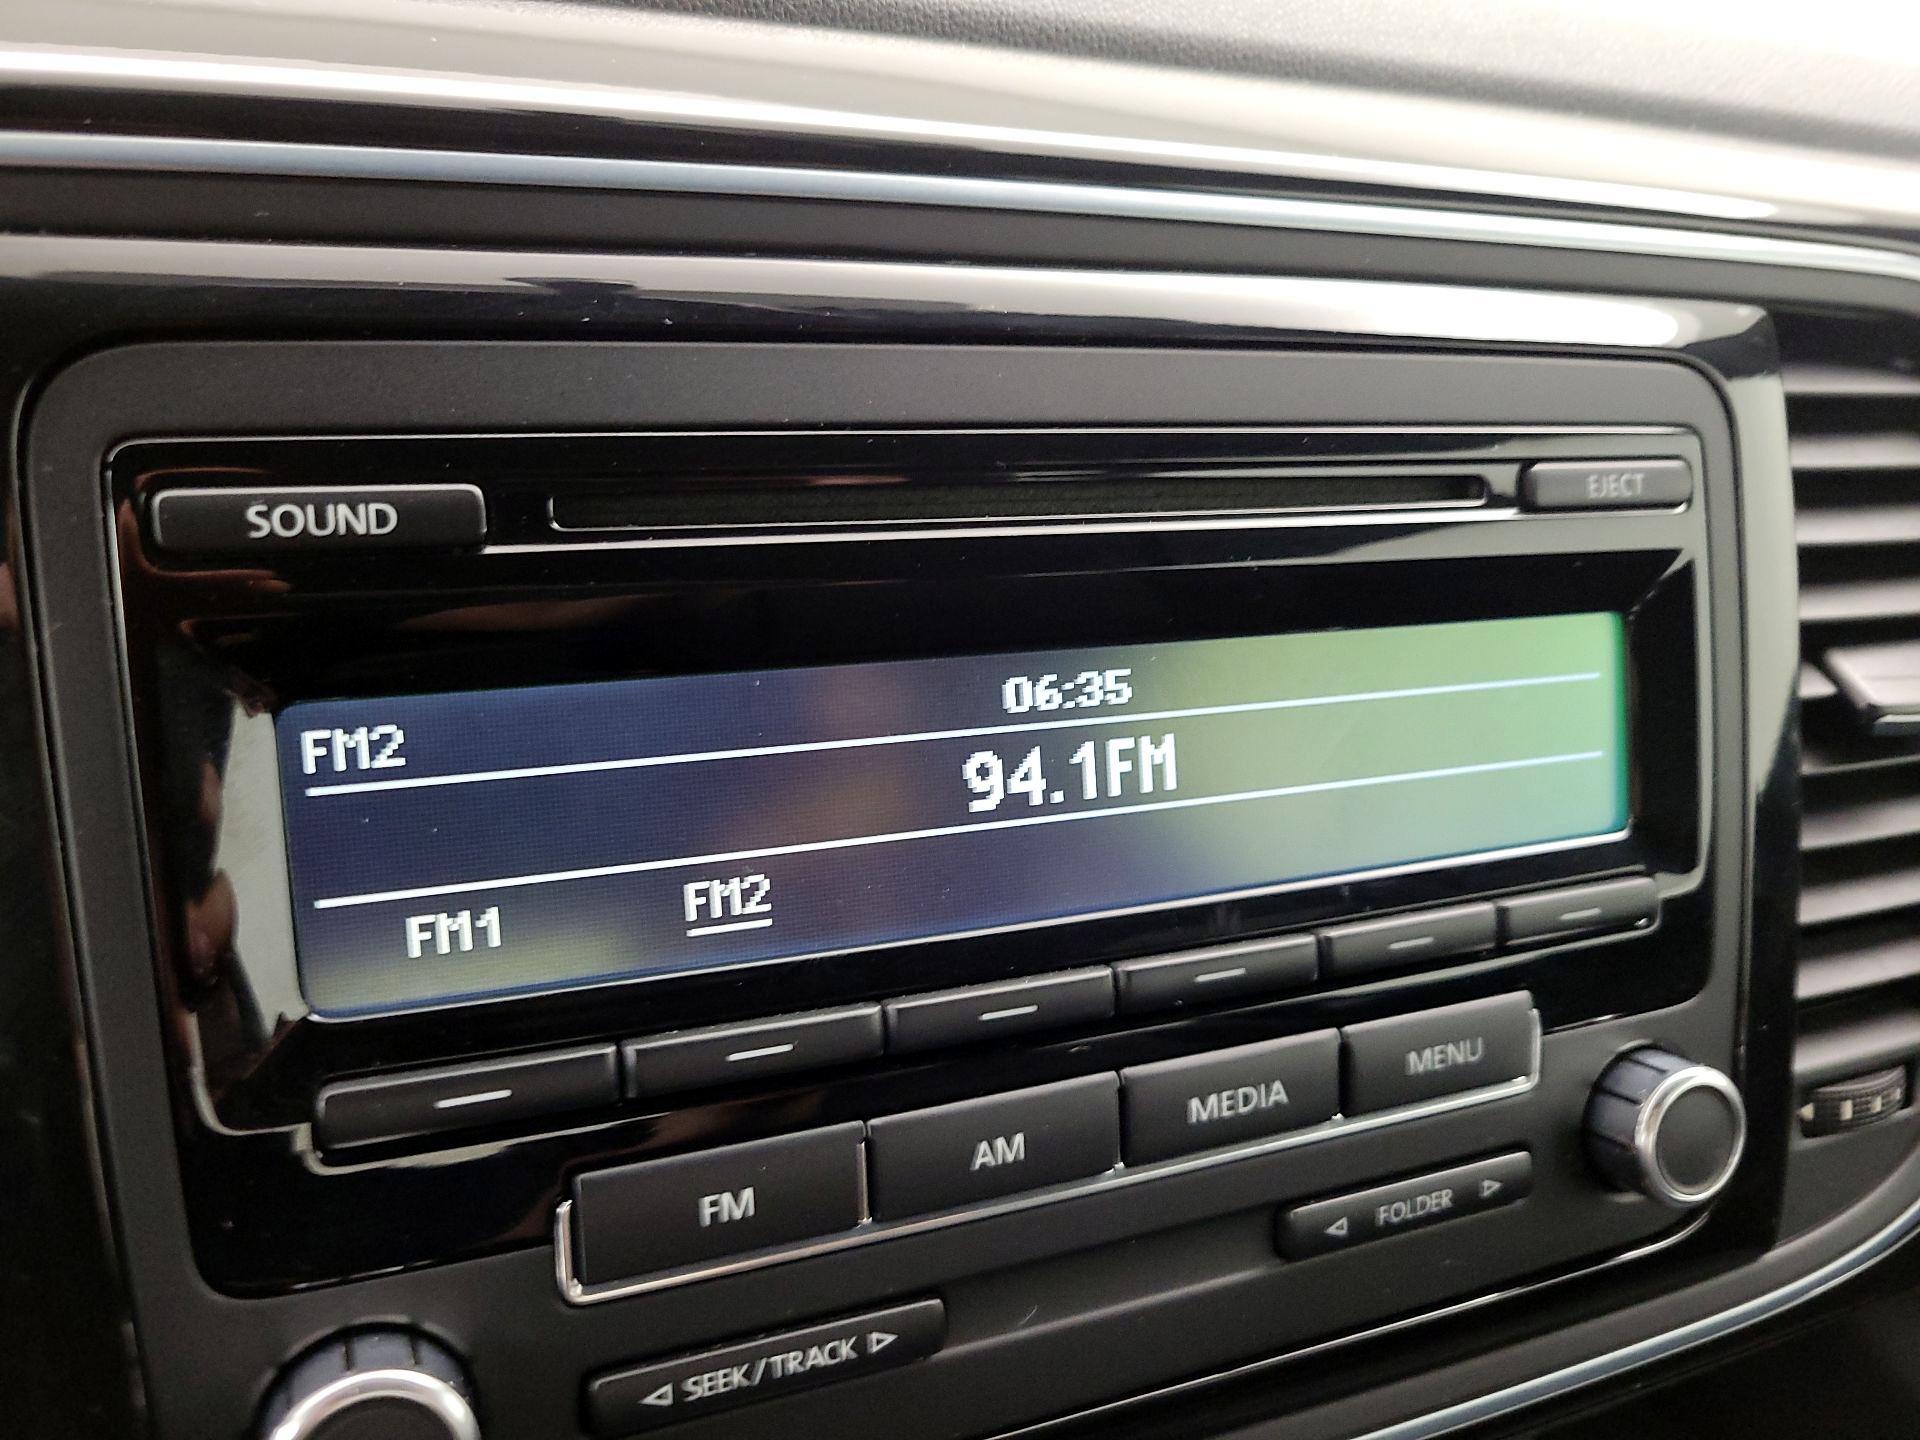 SOUND
EJECT
06:35
FM2
94.1FM
FM1 FM2
FM AM MEDIA MENU
FOLDER
SEEK/TRACK